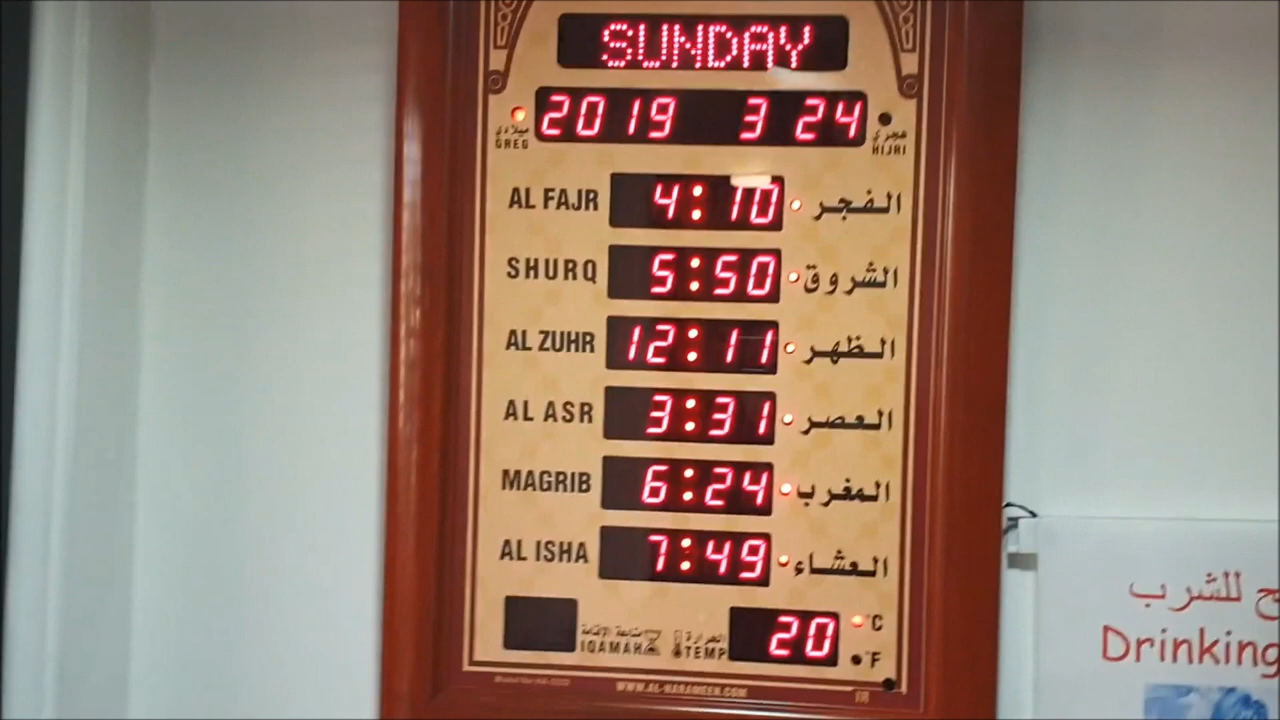 SUNDAY
2019 3 24
ميلادي GREG
هجري HIJRI
AL FAJR 4:10 الفجر
SHURQ 5:50 الشروق
AL ZUHR 12:11 الظهر
AL ASR 3:31 العصر
MAGRIB 6:24 المغرب
AL ISHA 7:49 العشاء
الإقامة IQAMAH
الحرارة TEMP
20 °C
°F
WWW.AL-HARAMEEN.COM
للشرب
Drinking